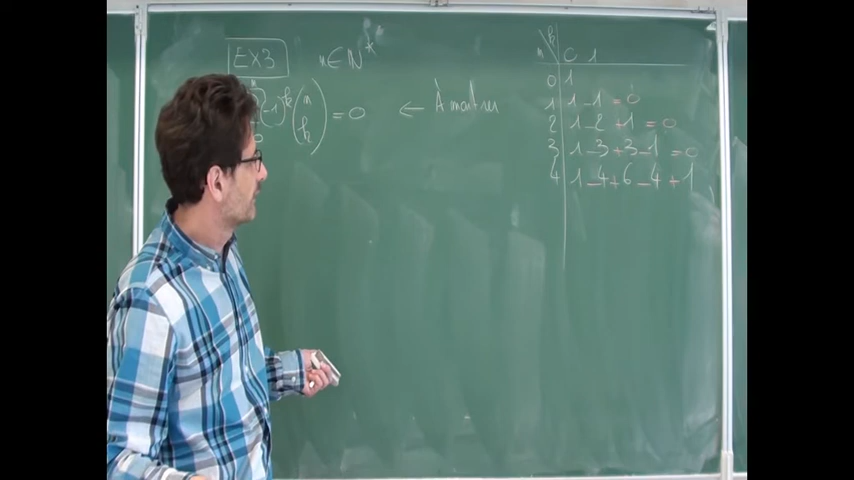 EX3 n∈ℕ*
n
(-1)^k (n k) = 0 ← À montrer
0
n\k 0 1
0 1
1 1 - 1 = 0
2 1 - 2 + 1 = 0
3 1 - 3 + 3 - 1 = 0
4 1 - 4 + 6 - 4 + 1